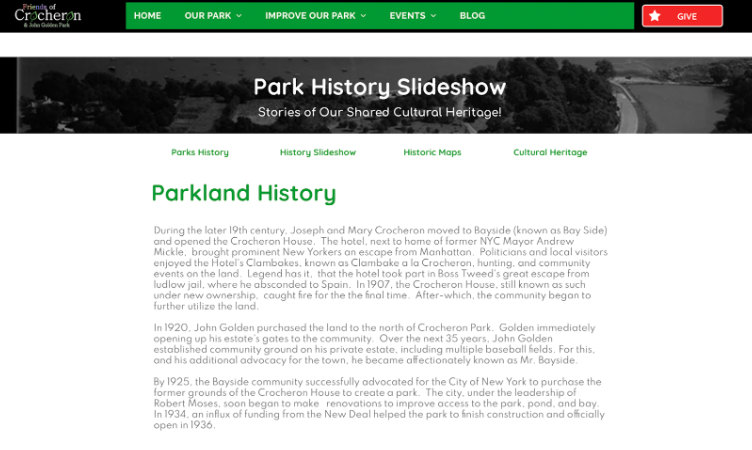 Friends of
Crocheron
& John Golden Park
HOME
OUR PARK
IMPROVE OUR PARK
EVENTS
BLOG
GIVE
Park History Slideshow
Stories of Our Shared Cultural Heritage!
Parks History
History Slideshow
Historic Maps
Cultural Heritage
Parkland History
During the later 19th century, Joseph and Mary Crocheron moved to Bayside (known as Bay Side)
and opened the Crocheron House. The hotel, next to home of former NYC Mayor Andrew
Mickle, brought prominent New Yorkers an escape from Manhattan. Politicians and local visitors
enjoyed the Hotel's Clambakes, known as Clambake a la Crocheron, hunting, and community
events on the land. Legend has it, that the hotel took part in Boss Tweed's great escape from
ludlow jail, where he absconded to Spain. In 1907, the Crocheron House, still known as such
under new ownership, caught fire for the the final time. After-which, the community began to
further utilize the land.
In 1920, John Golden purchased the land to the north of Crocheron Park. Golden immediately
opening up his estate's gates to the community. Over the next 35 years, John Golden
established community ground on his private estate, including multiple baseball fields. For this,
and his additional advocacy for the town, he became affectionately known as Mr. Bayside.
By 1925, the Bayside community successfully advocated for the City of New York to purchase the
former grounds of the Crocheron House to create a park. The city, under the leadership of
Robert Moses, soon began to make renovations to improve access to the park, pond, and bay.
In 1934, an influx of funding from the New Deal helped the park to finish construction and officially
open in 1936.